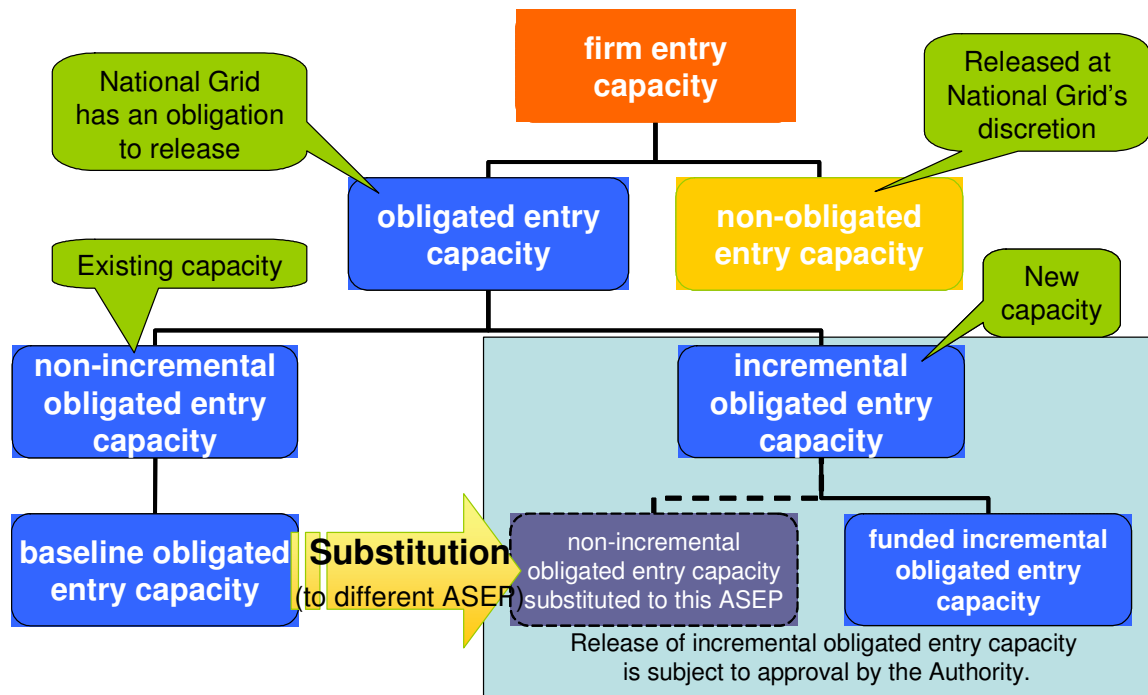 firm entry
capacity
National Grid
has an obligation
to release
Released at
National Grid's
discretion
obligated entry
capacity
non-obligated
entry capacity
Existing capacity
New
capacity
non-incremental
obligated entry
capacity
incremental
obligated entry
capacity
baseline obligated
entry capacity
Substitution
(to different ASEP)
non-incremental
obligated entry capacity
substituted to this ASEP
funded incremental
obligated entry
capacity
Release of incremental obligated entry capacity
is subject to approval by the Authority.